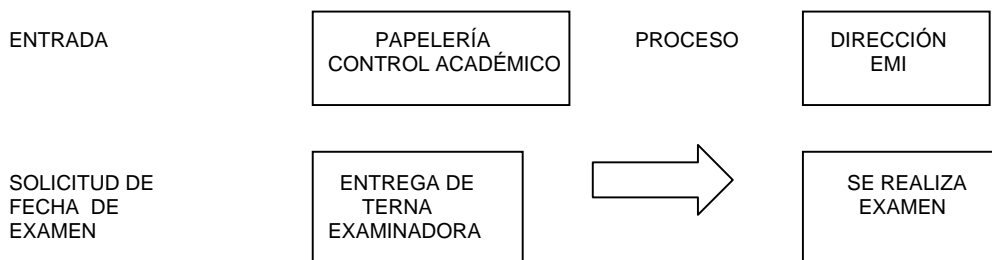 ENTRADA
PAPELERÍA
CONTROL ACADÉMICO
PROCESO
DIRECCIÓN
EMI
SOLICITUD DE
FECHA DE
EXAMEN
ENTREGA DE
TERNA
EXAMINADORA
SE REALIZA
EXAMEN